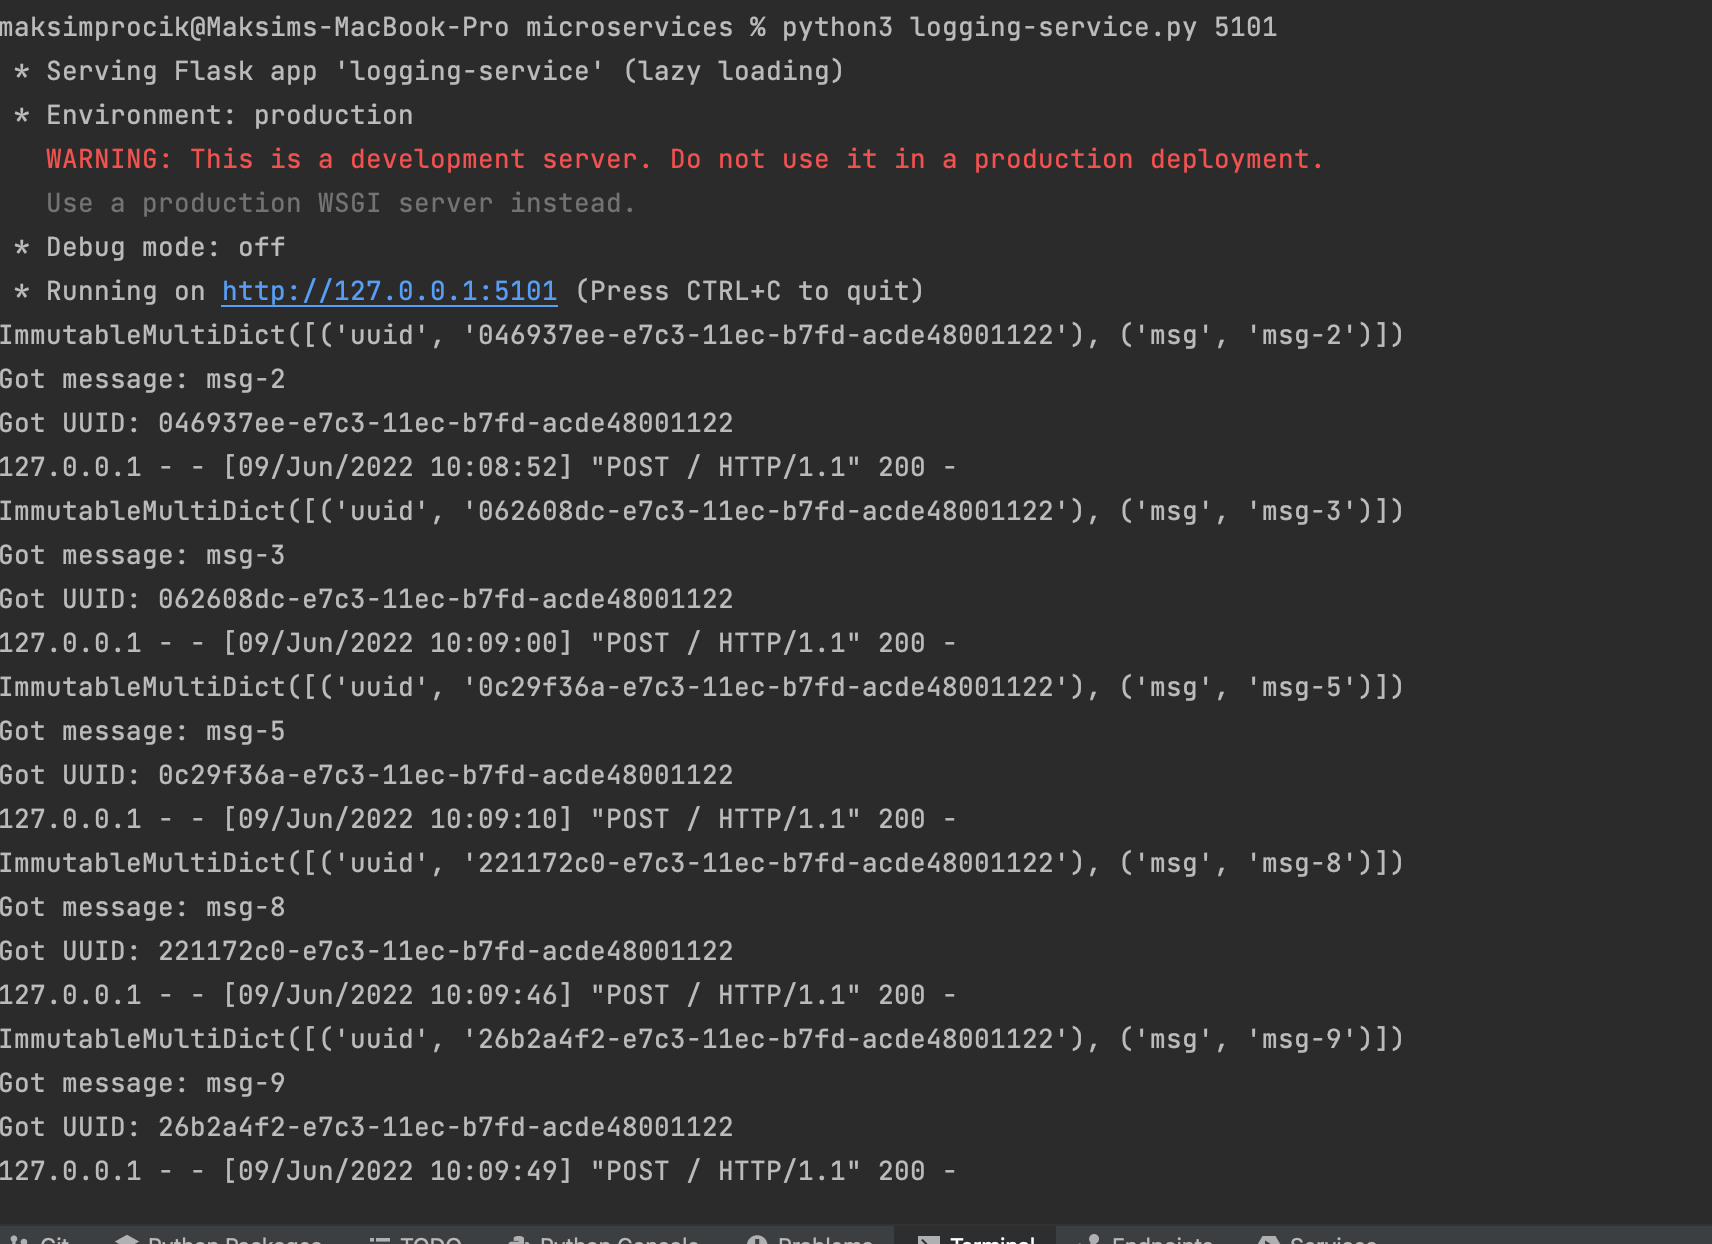 maksimprocik@Maksims-MacBook-Pro microservices % python3 logging-service.py 5101
 * Serving Flask app 'logging-service' (lazy loading)
 * Environment: production
   WARNING: This is a development server. Do not use it in a production deployment.
   Use a production WSGI server instead.
 * Debug mode: off
 * Running on http://127.0.0.1:5101 (Press CTRL+C to quit)
ImmutableMultiDict([('uuid', '046937ee-e7c3-11ec-b7fd-acde48001122'), ('msg', 'msg-2')])
Got message: msg-2
Got UUID: 046937ee-e7c3-11ec-b7fd-acde48001122
127.0.0.1 - - [09/Jun/2022 10:08:52] "POST / HTTP/1.1" 200 -
ImmutableMultiDict([('uuid', '062608dc-e7c3-11ec-b7fd-acde48001122'), ('msg', 'msg-3')])
Got message: msg-3
Got UUID: 062608dc-e7c3-11ec-b7fd-acde48001122
127.0.0.1 - - [09/Jun/2022 10:09:00] "POST / HTTP/1.1" 200 -
ImmutableMultiDict([('uuid', '0c29f36a-e7c3-11ec-b7fd-acde48001122'), ('msg', 'msg-5')])
Got message: msg-5
Got UUID: 0c29f36a-e7c3-11ec-b7fd-acde48001122
127.0.0.1 - - [09/Jun/2022 10:09:10] "POST / HTTP/1.1" 200 -
ImmutableMultiDict([('uuid', '221172c0-e7c3-11ec-b7fd-acde48001122'), ('msg', 'msg-8')])
Got message: msg-8
Got UUID: 221172c0-e7c3-11ec-b7fd-acde48001122
127.0.0.1 - - [09/Jun/2022 10:09:46] "POST / HTTP/1.1" 200 -
ImmutableMultiDict([('uuid', '26b2a4f2-e7c3-11ec-b7fd-acde48001122'), ('msg', 'msg-9')])
Got message: msg-9
Got UUID: 26b2a4f2-e7c3-11ec-b7fd-acde48001122
127.0.0.1 - - [09/Jun/2022 10:09:49] "POST / HTTP/1.1" 200 -
Git Python Packages TODO Python Console Problems Terminal Endpoints Services